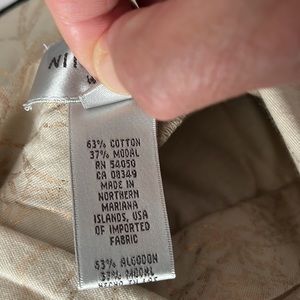 63% COTTON
37% MODAL
RN 54050
CA 08349
MADE IN
NORTHERN
MARIANA
ISLANDS, USA
OF IMPORTED
FABRIC
63% ALGODON
37% MODAL